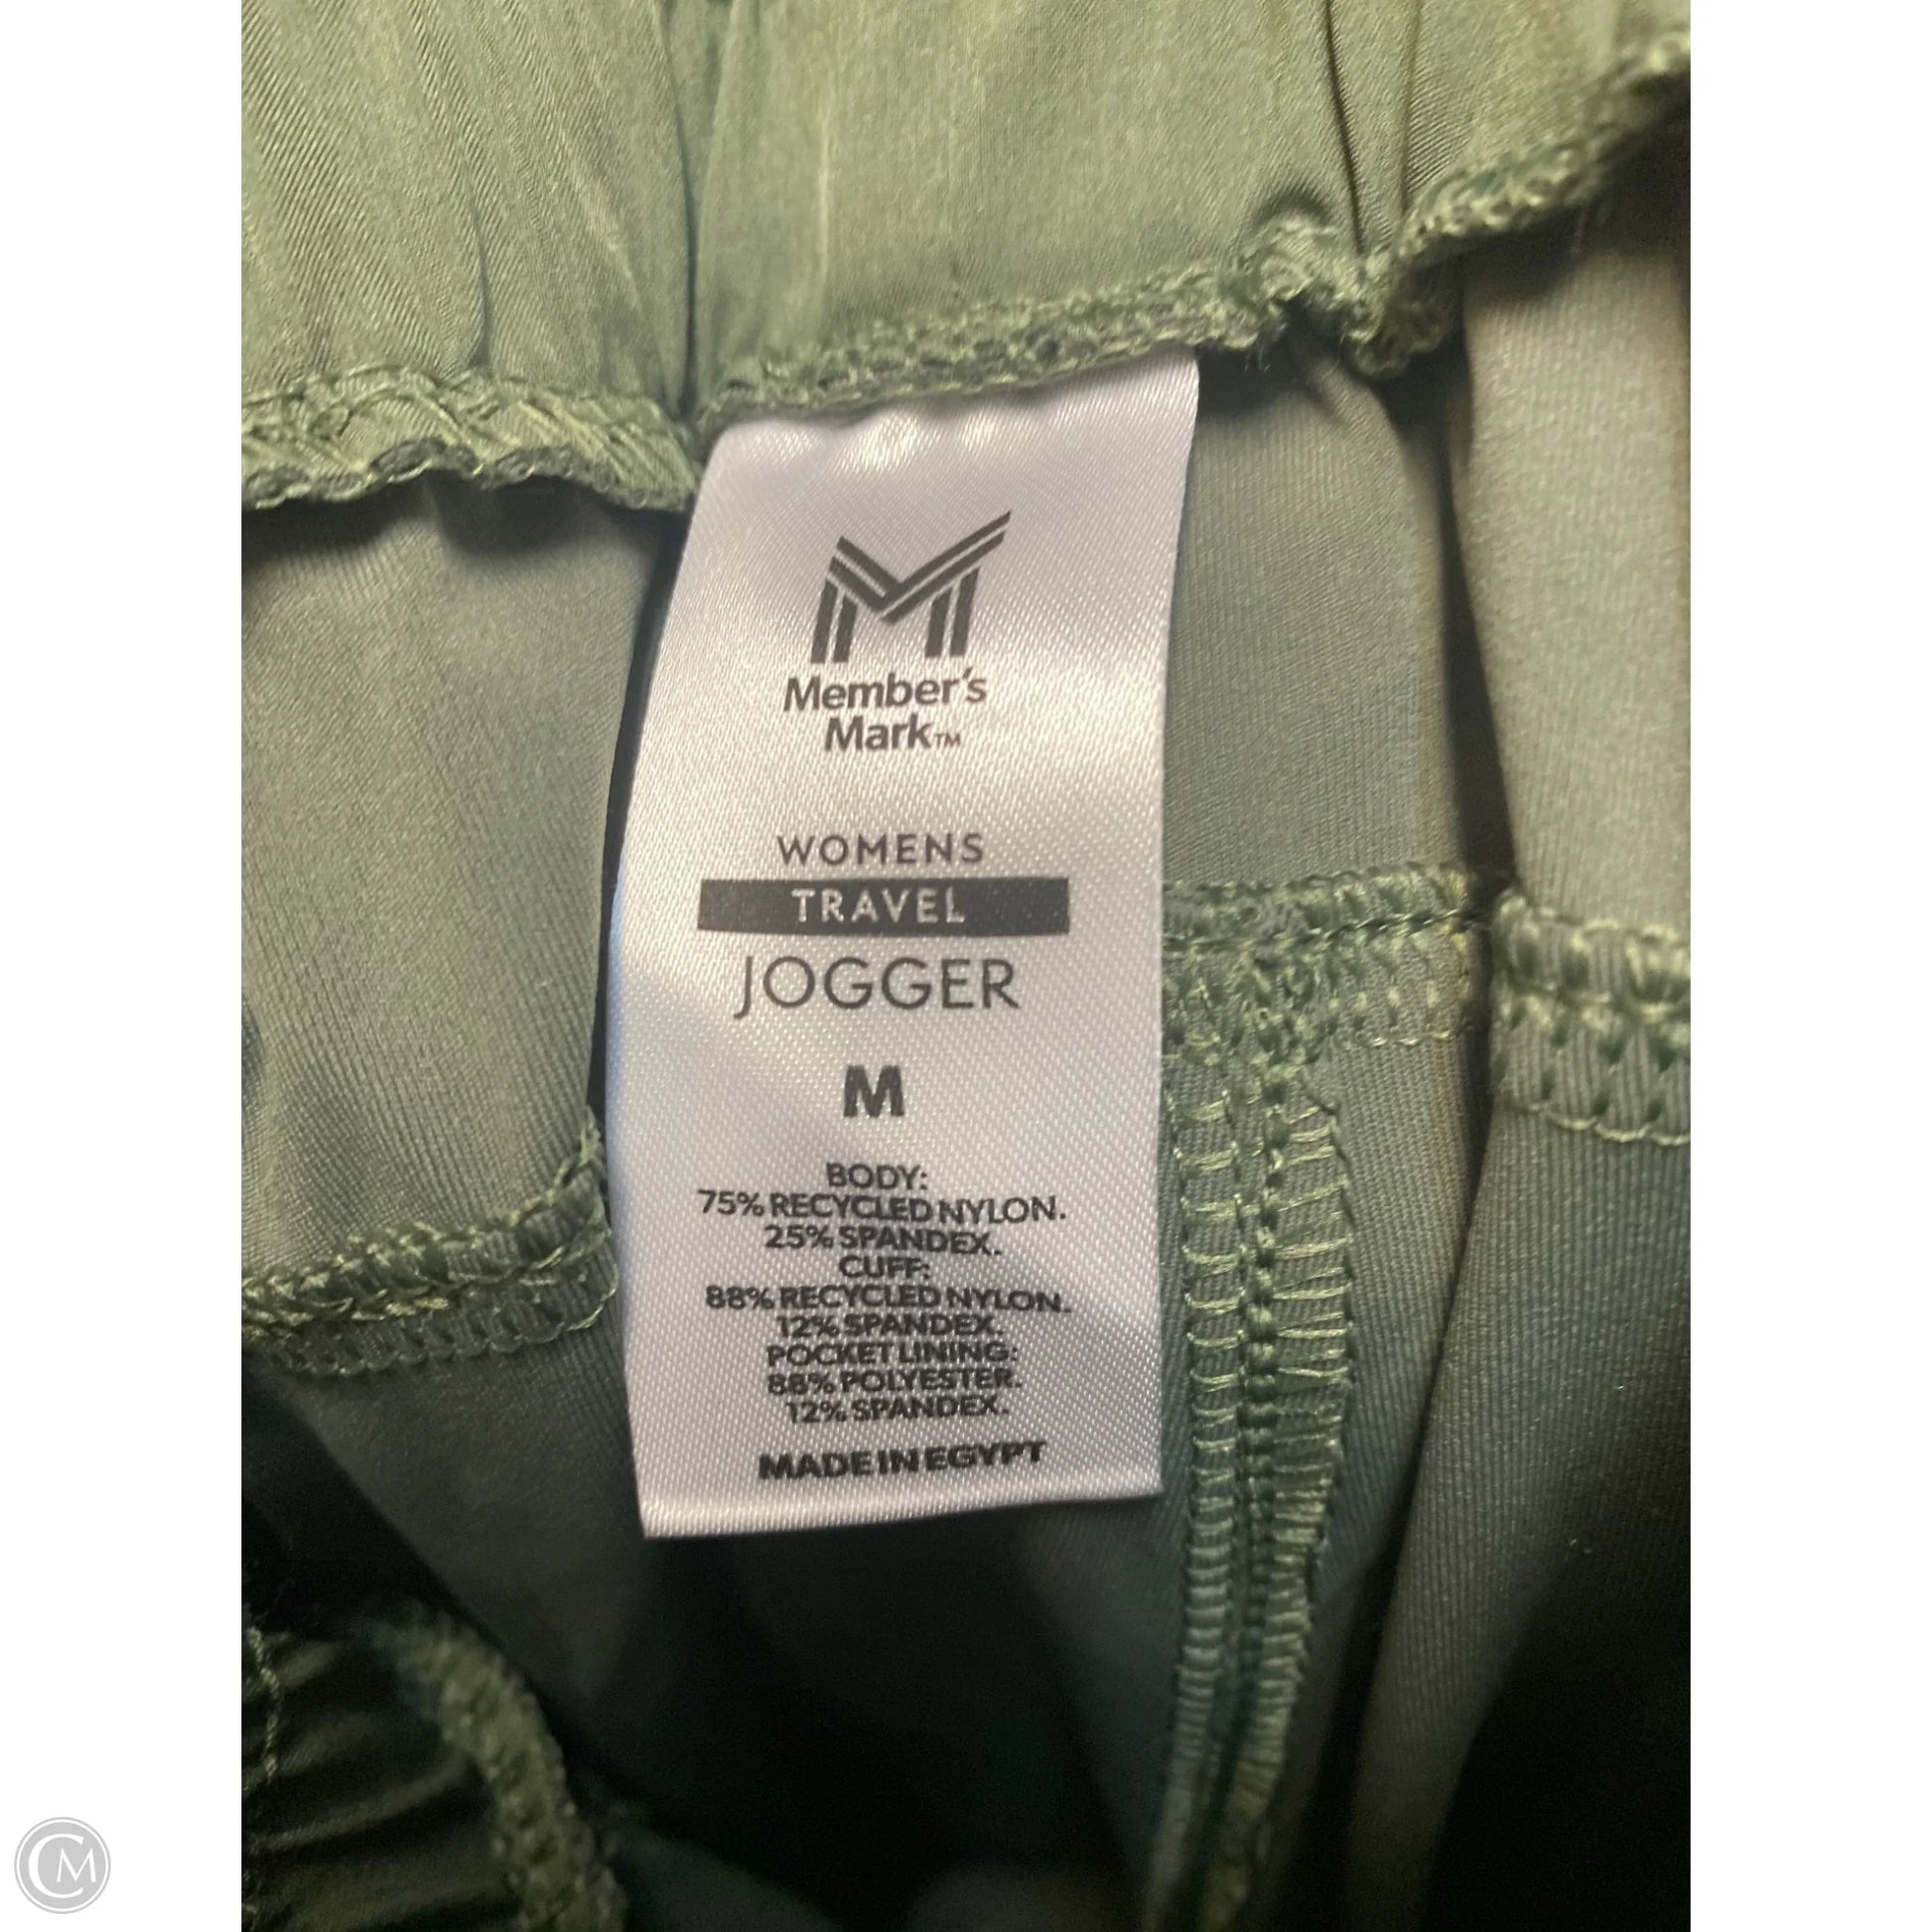 M
Member's
Mark™
WOMENS
TRAVEL
JOGGER
M
BODY:
75% RECYCLED NYLON.
25% SPANDEX.
CUFF:
88% RECYCLED NYLON.
12% SPANDEX.
POCKET LINING:
88% POLYESTER.
12% SPANDEX.
MADE IN EGYPT
CM